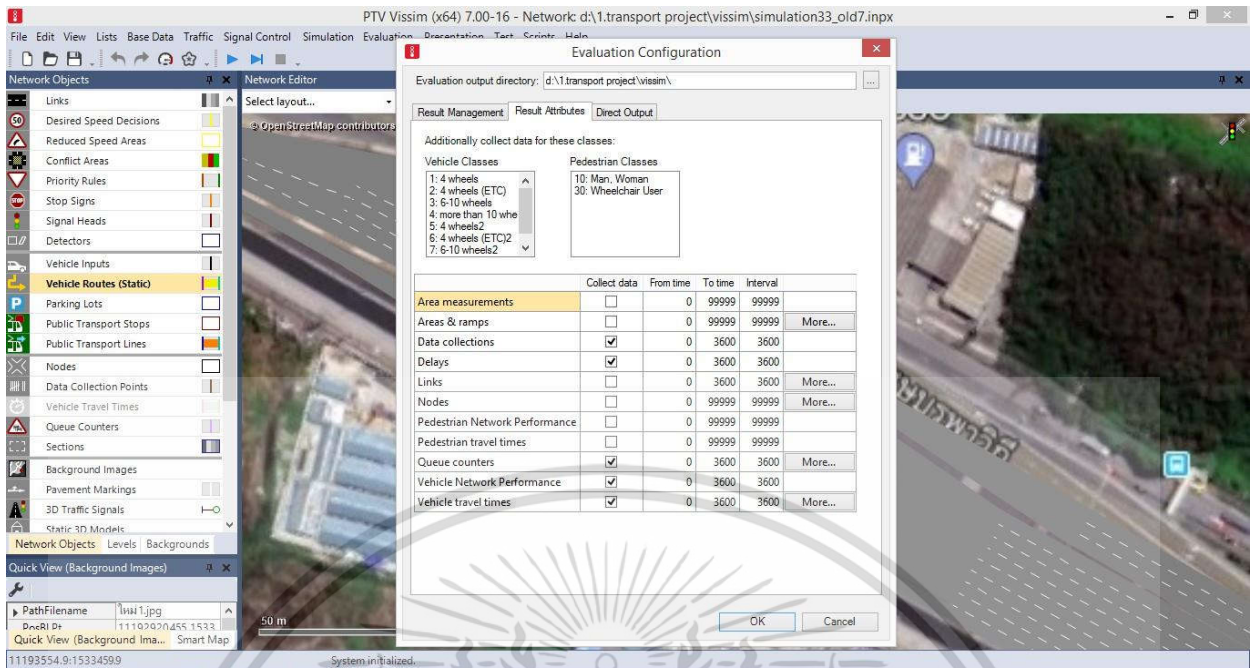 PTV Vissim (x64) 7.00-16 - Network: d:\1.transport project\vissim\simulation33_old7.inpx
File Edit View Lists Base Data Traffic Signal Control Simulation Evaluation Presentation Test Scripts Help
Network Objects
Links
Desired Speed Decisions
Reduced Speed Areas
Conflict Areas
Priority Rules
Stop Signs
Signal Heads
Detectors
Vehicle Inputs
Vehicle Routes (Static)
Parking Lots
Public Transport Stops
Public Transport Lines
Nodes
Data Collection Points
Vehicle Travel Times
Queue Counters
Sections
Background Images
Pavement Markings
3D Traffic Signals
Static 3D Models
Network Objects Levels Backgrounds
Quick View (Background Images)
PathFilename ใหม่1.jpg
PosBLPt 11192920455 1533
Quick View (Background Ima... Smart Map
11193554.9:1533459.9
System initialized.
Network Editor
Select layout...
© OpenStreetMap contributors
50 m
Evaluation Configuration
Evaluation output directory: d:\1.transport project\vissim\ ...
Result Management Result Attributes Direct Output
Additionally collect data for these classes:
Vehicle Classes
1: 4 wheels
2: 4 wheels (ETC)
3: 6-10 wheels
4: more than 10 whe
5: 4 wheels2
6: 4 wheels (ETC)2
7: 6-10 wheels2
Pedestrian Classes
10: Man, Woman
30: Wheelchair User
Collect data From time To time Interval
Area measurements 0 99999 99999
Areas & ramps 0 99999 99999 More...
Data collections 0 3600 3600
Delays 0 3600 3600
Links 0 3600 3600 More...
Nodes 0 99999 99999 More...
Pedestrian Network Performance 0 99999 99999
Pedestrian travel times 0 99999 99999
Queue counters 0 3600 3600 More...
Vehicle Network Performance 0 3600 3600
Vehicle travel times 0 3600 3600 More...
OK Cancel